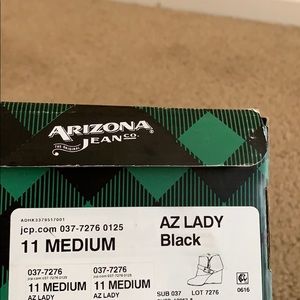 ARIZONA
THE ORIGINAL JEAN CO.
ADHK3379517001
jcp.com 037-7276 0125
11 MEDIUM
AZ LADY
Black
037-7276
11 MEDIUM
AZ LADY
037-7276
11 MEDIUM
AZ LADY
SUB 037 LOT 7276
0616